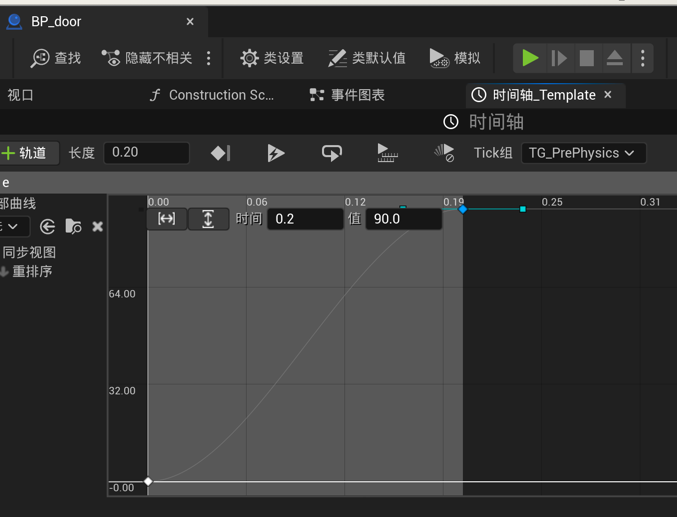 BP_door
查找 隐藏不相关 类设置 类默认值 模拟
视口 Construction Sc... 事件图表 时间轴_Template
时间轴
轨道 长度 0.20 Tick组 TG_PrePhysics
e
部曲线 0.00 0.06 0.12 0.19 0.25 0.31
时间 0.2 值 90.0
同步视图
重排序
64.00
32.00
-0.00